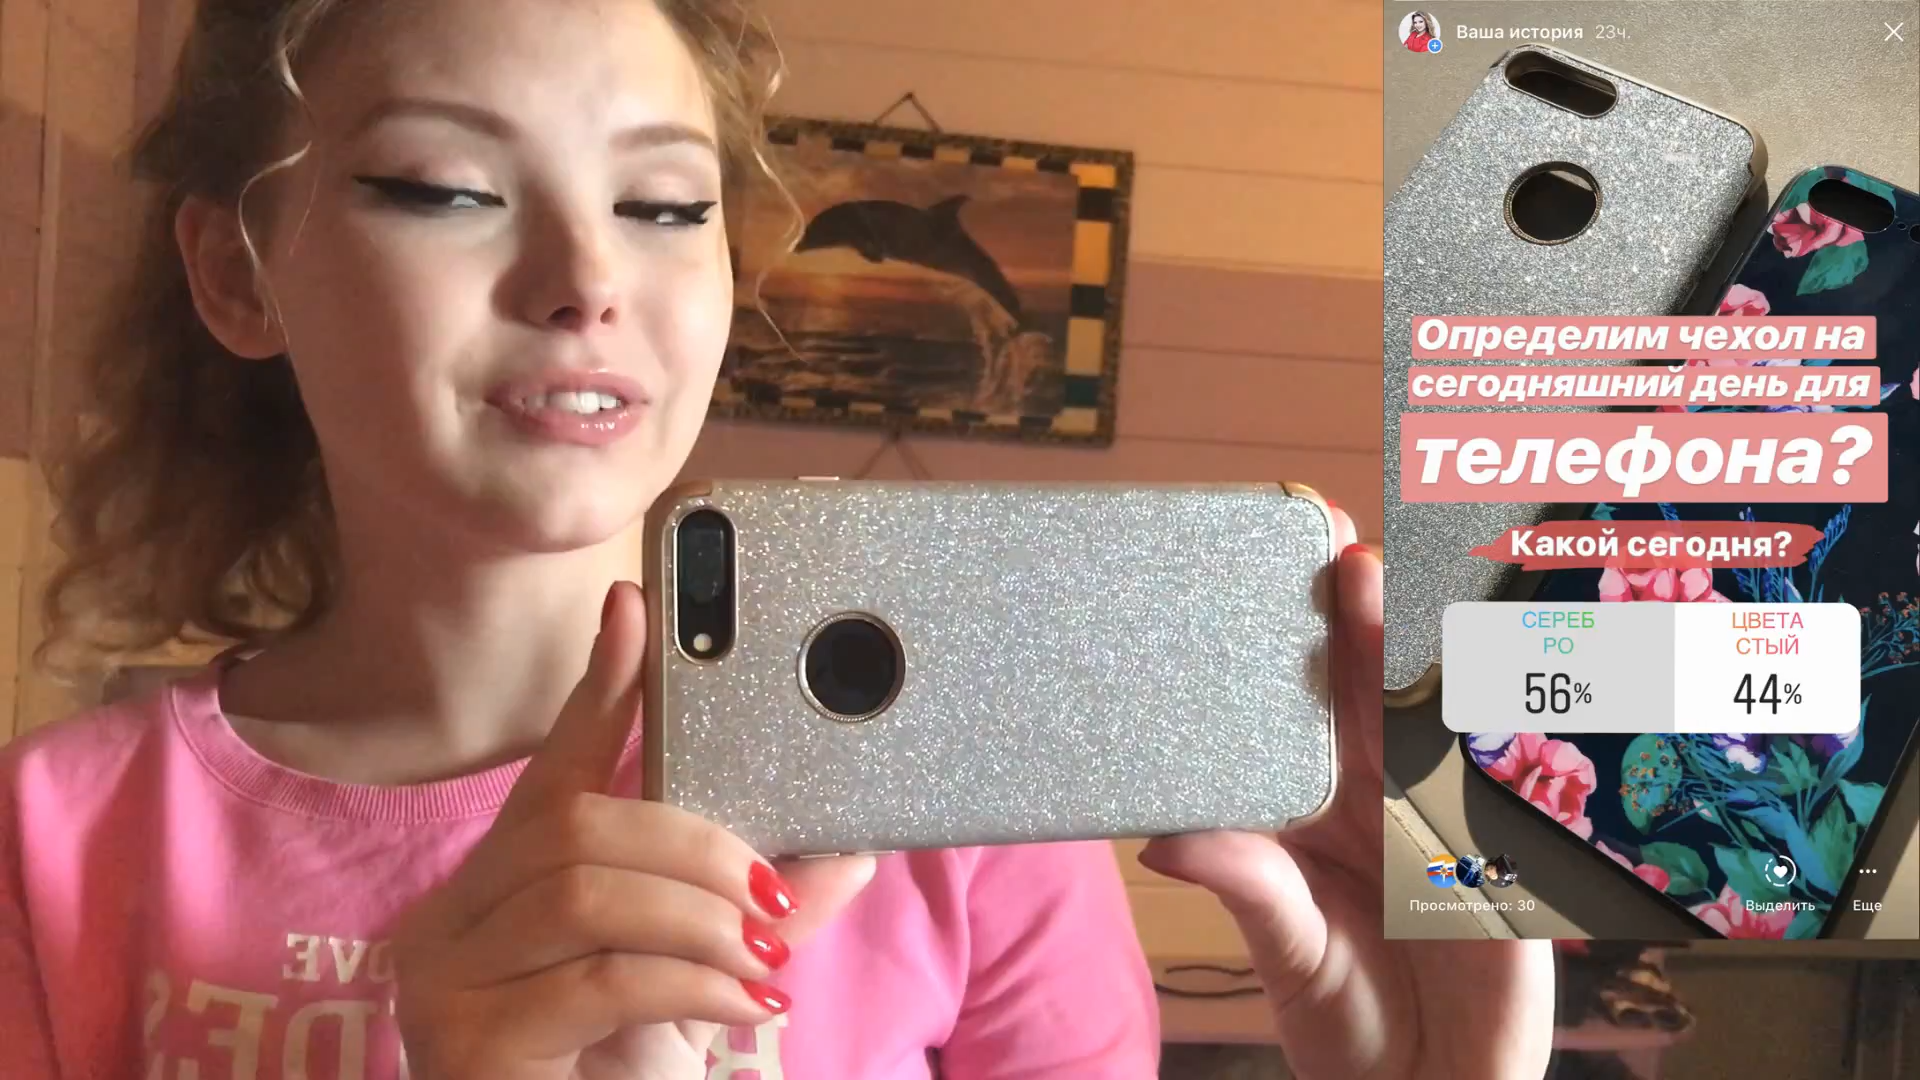 Ваша история 23ч.
Определим чехол на
сегодняшний день для
телефона?
Какой сегодня?
СЕРЕБ
РО
56%
ЦВЕТА
СТЫЙ
44%
Просмотрено: 30
Выделить
Еще